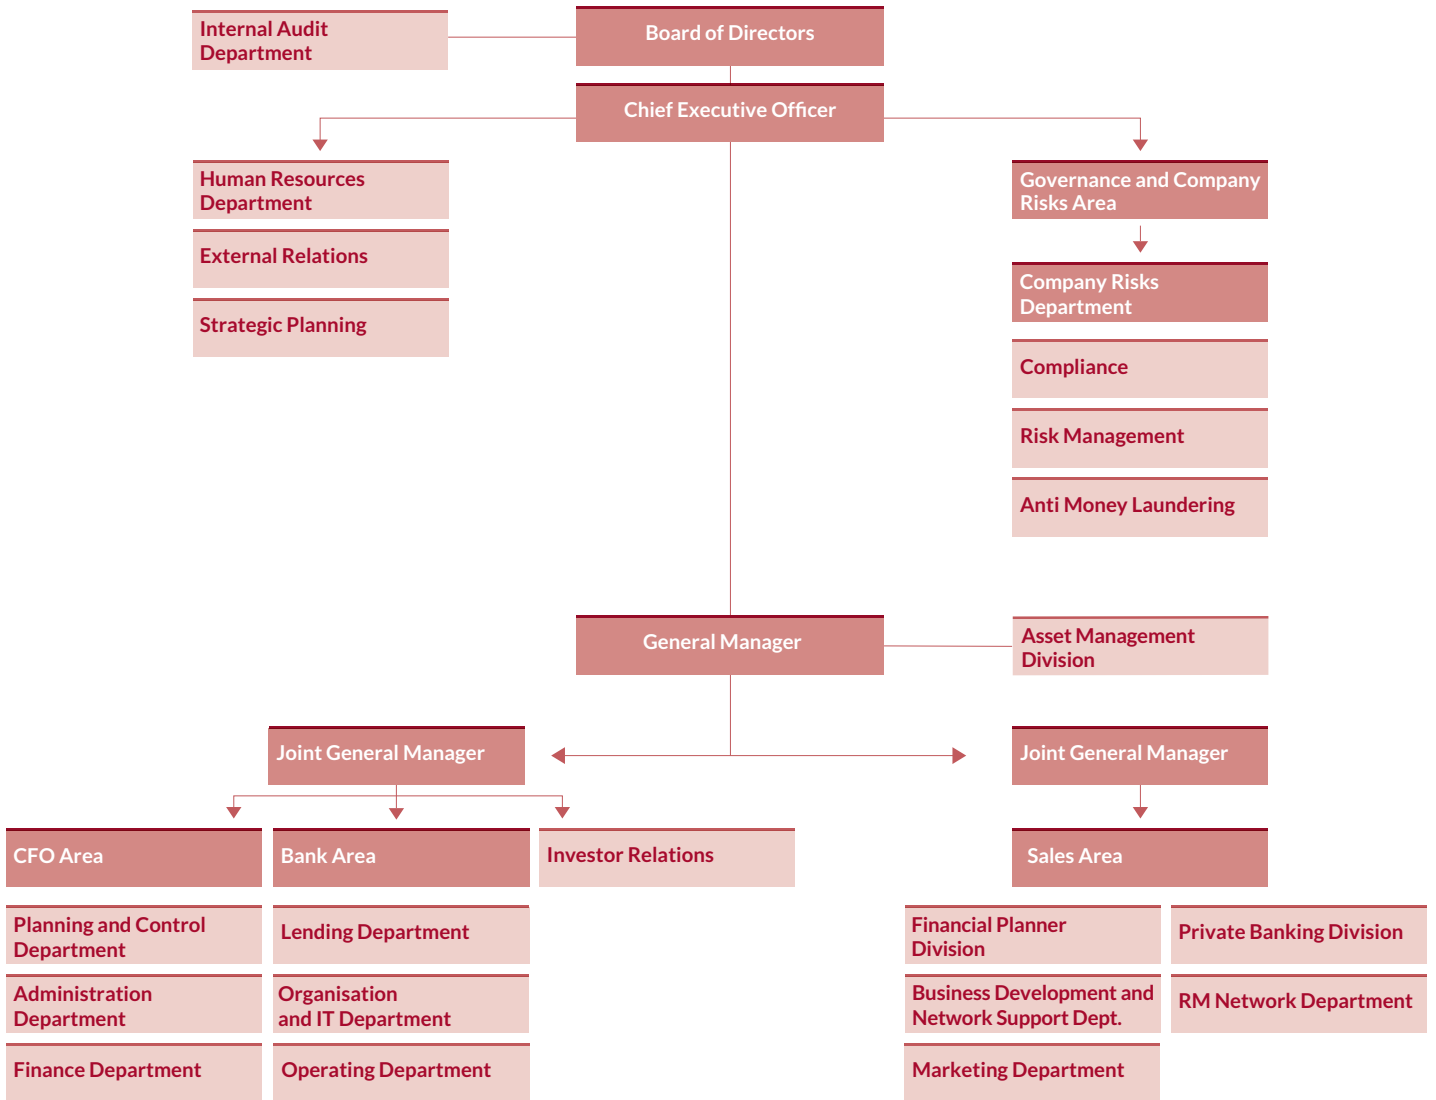 Internal Audit
Department
Board of Directors
Chief Executive Officer
Human Resources
Department
External Relations
Strategic Planning
Governance and Company
Risks Area
Company Risks
Department
Compliance
Risk Management
Anti Money Laundering
General Manager
Asset Management
Division
Joint General Manager
Joint General Manager
CFO Area
Bank Area
Investor Relations
Sales Area
Planning and Control
Department
Administration
Department
Finance Department
Lending Department
Organisation
and IT Department
Operating Department
Financial Planner
Division
Business Development and
Network Support Dept.
Marketing Department
Private Banking Division
RM Network Department